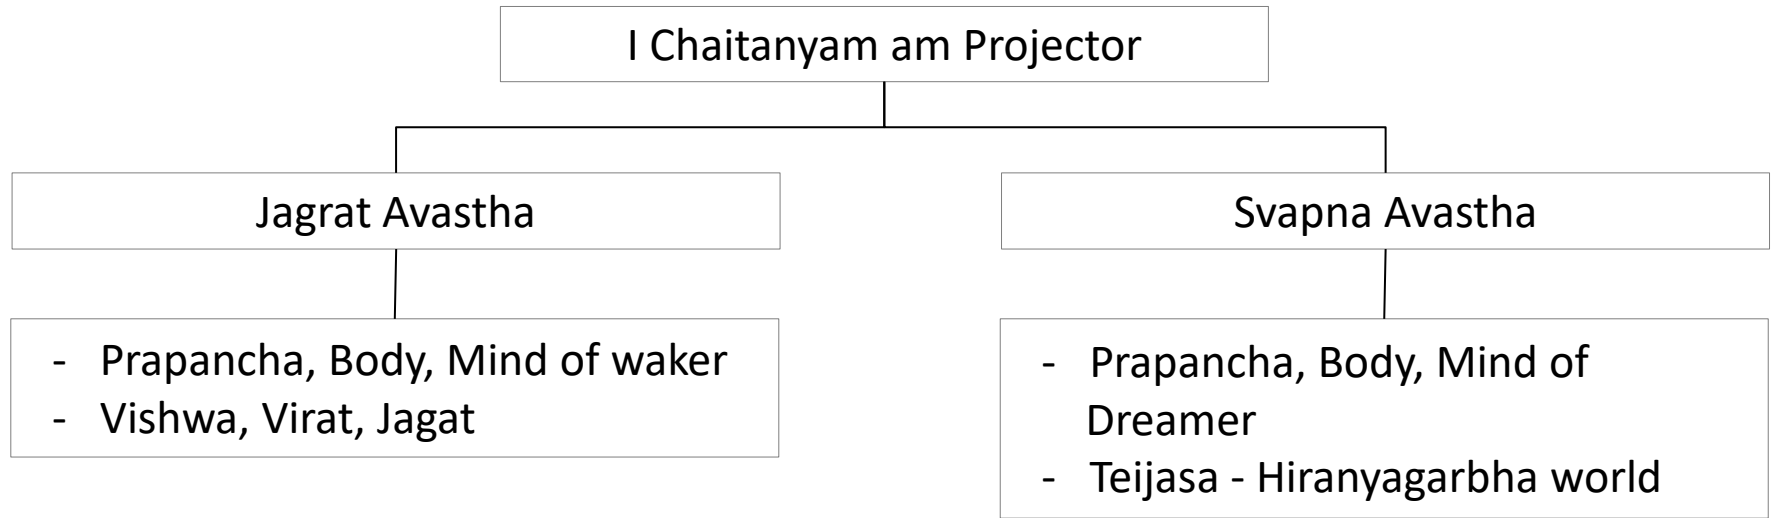 I Chaitanyam am Projector
Jagrat Avastha
Svapna Avastha
- Prapancha, Body, Mind of waker
- Vishwa, Virat, Jagat
- Prapancha, Body, Mind of
Dreamer
- Teijasa - Hiranyagarbha world